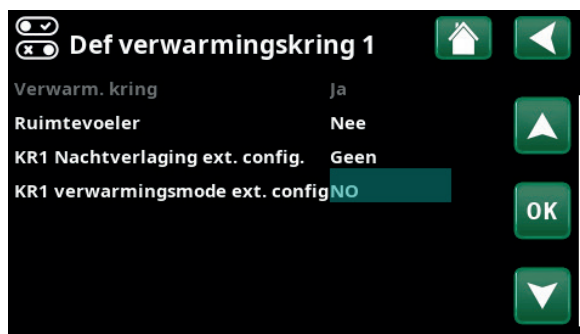 Def verwarmingskring 1
Verwarm. kring Ja
Ruimtevoeler Nee
KR1 Nachtverlaging ext. config. Geen
KR1 verwarmingsmode ext. config NO
OK